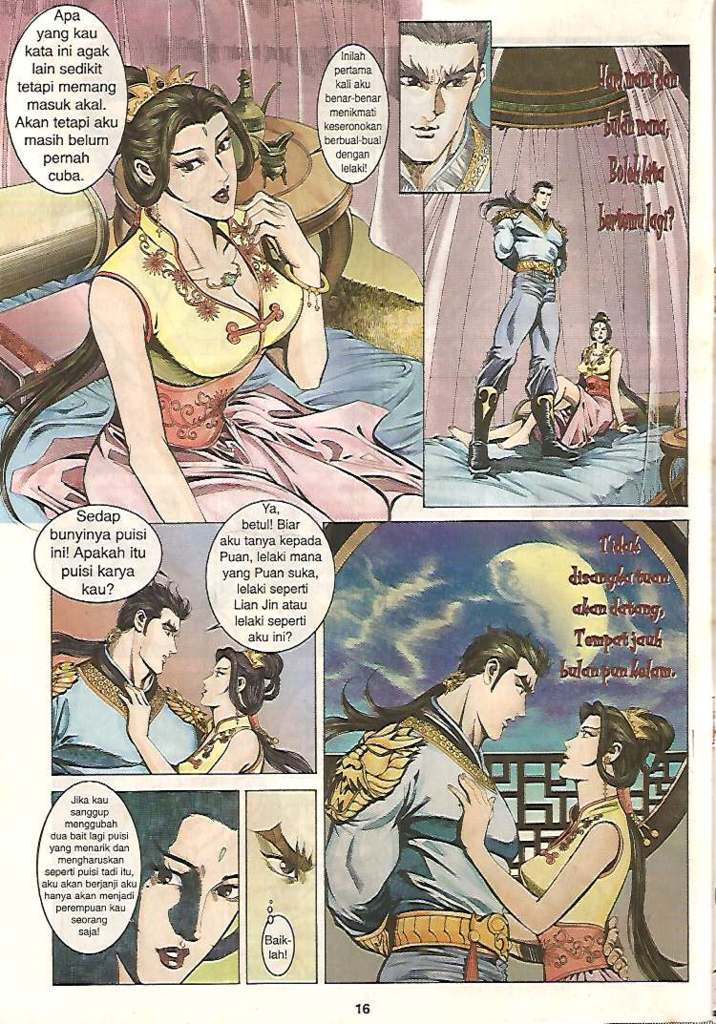 Apa
yang kau
kata ini agak
lain sedikit
tetapi memang
masuk akal.
Akan tetapi aku
masih belum
pernah
cuba.
Inilah
pertama
kali aku
benar-benar
menikmati
keseronokan
berbual-bual
dengan
lelaki!
bulan mana,
bertemu lagi?
Sedap
bunyinya puisi
ini! Apakah itu
puisi karya
kau?
Ya,
betul! Biar
aku tanya kepada
Puan, lelaki mana
yang Puan suka,
lelaki seperti
Lian Jin atau
lelaki seperti
aku ini?
Tidak
disangka tuan
akan datang,
Tempat jauh
bulan pun kelam.
Jika kau
sanggup
menggubah
dua bait lagi puisi
yang menarik dan
mengharuskan
seperti puisi tadi itu,
aku akan berjanji aku
hanya akan menjadi
perempuan kau
seorang
saja!
Baik-
lah!
16